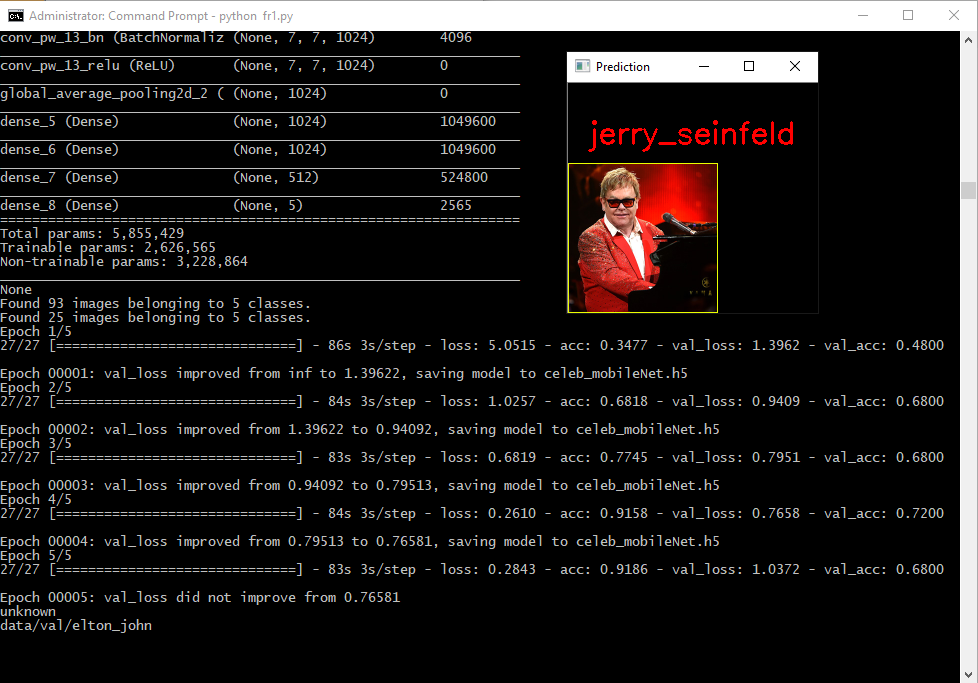 Administrator: Command Prompt - python fr1.py
conv_pw_13_bn (BatchNormaliz (None, 7, 7, 1024) 4096
conv_pw_13_relu (ReLU) (None, 7, 7, 1024) 0
global_average_pooling2d_2 ( (None, 1024) 0
dense_5 (Dense) (None, 1024) 1049600
dense_6 (Dense) (None, 1024) 1049600
dense_7 (Dense) (None, 512) 524800
dense_8 (Dense) (None, 5) 2565
=================================================================
Total params: 5,855,429
Trainable params: 2,626,565
Non-trainable params: 3,228,864
None
Found 93 images belonging to 5 classes.
Found 25 images belonging to 5 classes.
Epoch 1/5
27/27 [==============================] - 86s 3s/step - loss: 5.0515 - acc: 0.3477 - val_loss: 1.3962 - val_acc: 0.4800
Epoch 00001: val_loss improved from inf to 1.39622, saving model to celeb_mobileNet.h5
Epoch 2/5
27/27 [==============================] - 84s 3s/step - loss: 1.0257 - acc: 0.6818 - val_loss: 0.9409 - val_acc: 0.6800
Epoch 00002: val_loss improved from 1.39622 to 0.94092, saving model to celeb_mobileNet.h5
Epoch 3/5
27/27 [==============================] - 83s 3s/step - loss: 0.6819 - acc: 0.7745 - val_loss: 0.7951 - val_acc: 0.6800
Epoch 00003: val_loss improved from 0.94092 to 0.79513, saving model to celeb_mobileNet.h5
Epoch 4/5
27/27 [==============================] - 84s 3s/step - loss: 0.2610 - acc: 0.9158 - val_loss: 0.7658 - val_acc: 0.7200
Epoch 00004: val_loss improved from 0.79513 to 0.76581, saving model to celeb_mobileNet.h5
Epoch 5/5
27/27 [==============================] - 83s 3s/step - loss: 0.2843 - acc: 0.9186 - val_loss: 1.0372 - val_acc: 0.6800
Epoch 00005: val_loss did not improve from 0.76581
unknown
data/val/elton_john
Prediction
jerry_seinfeld